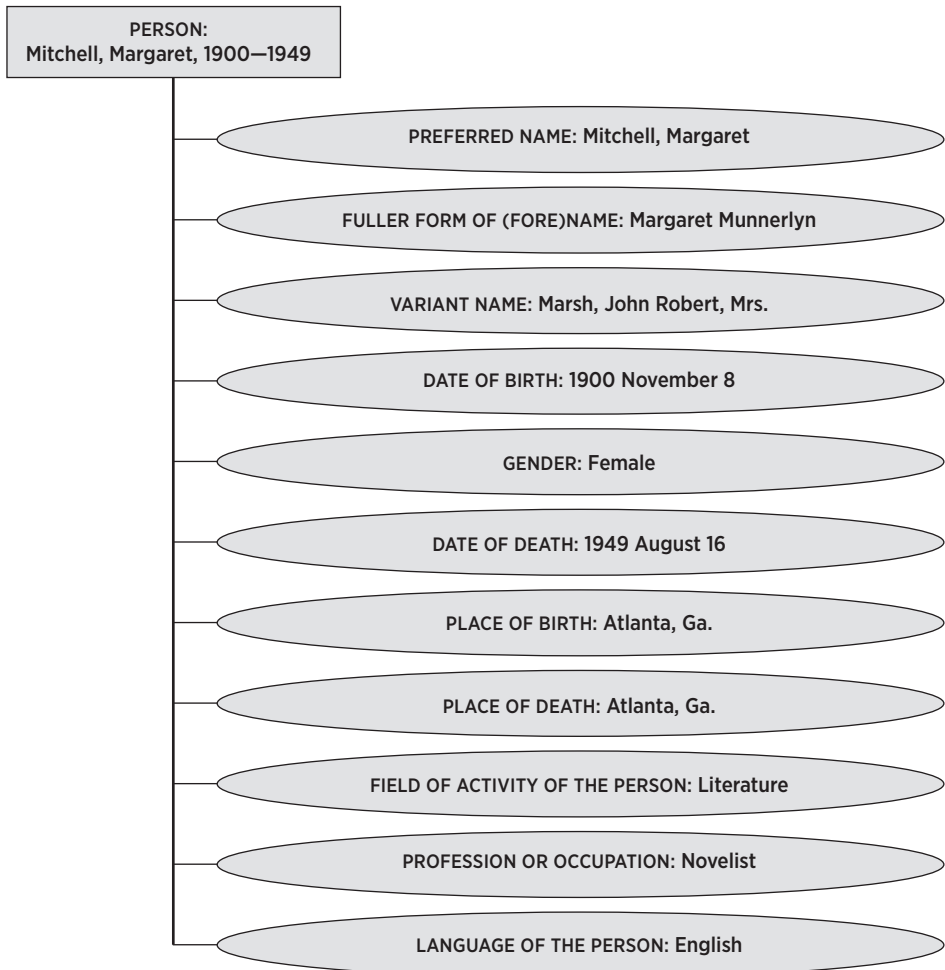 PERSON:
Mitchell, Margaret, 1900—1949
PREFERRED NAME: Mitchell, Margaret
FULLER FORM OF (FORE)NAME: Margaret Munnerlyn
VARIANT NAME: Marsh, John Robert, Mrs.
DATE OF BIRTH: 1900 November 8
GENDER: Female
DATE OF DEATH: 1949 August 16
PLACE OF BIRTH: Atlanta, Ga.
PLACE OF DEATH: Atlanta, Ga.
FIELD OF ACTIVITY OF THE PERSON: Literature
PROFESSION OR OCCUPATION: Novelist
LANGUAGE OF THE PERSON: English